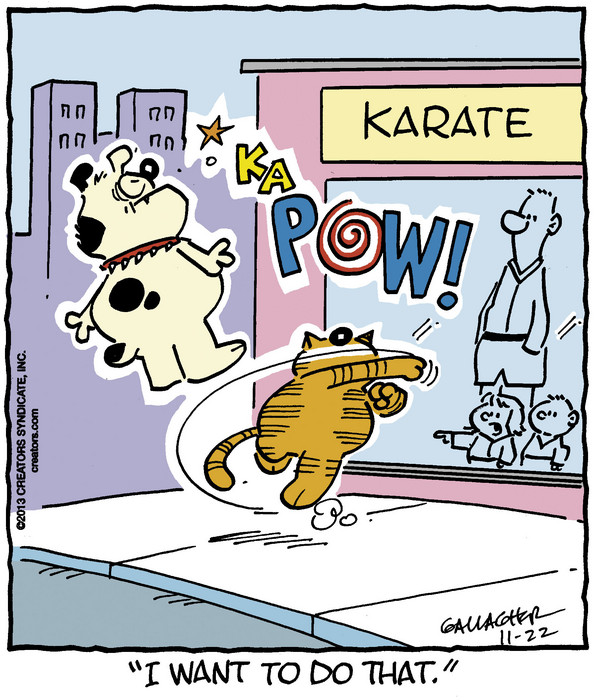 KARATE
KA
POW!
©2013 CREATORS SYNDICATE, INC.
creators.com
GALLAGHER
11-22
"I WANT TO DO THAT."